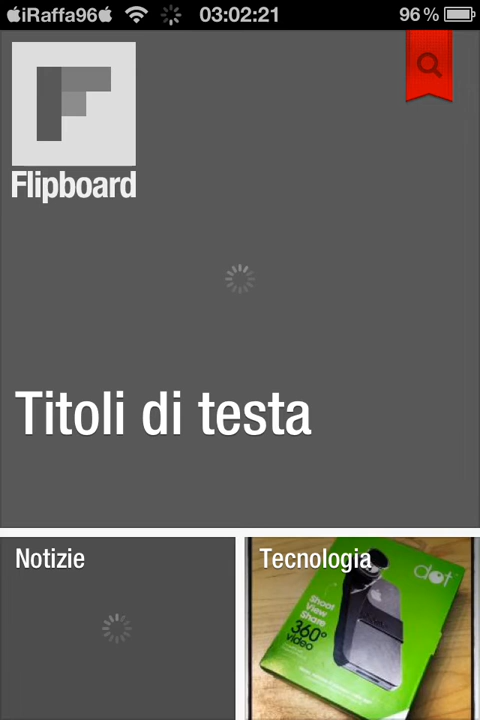 iRaffa96 03:02:21 96%
Flipboard
Titoli di testa
Notizie
Tecnologia
dot
Shoot
View
Share
360°
video